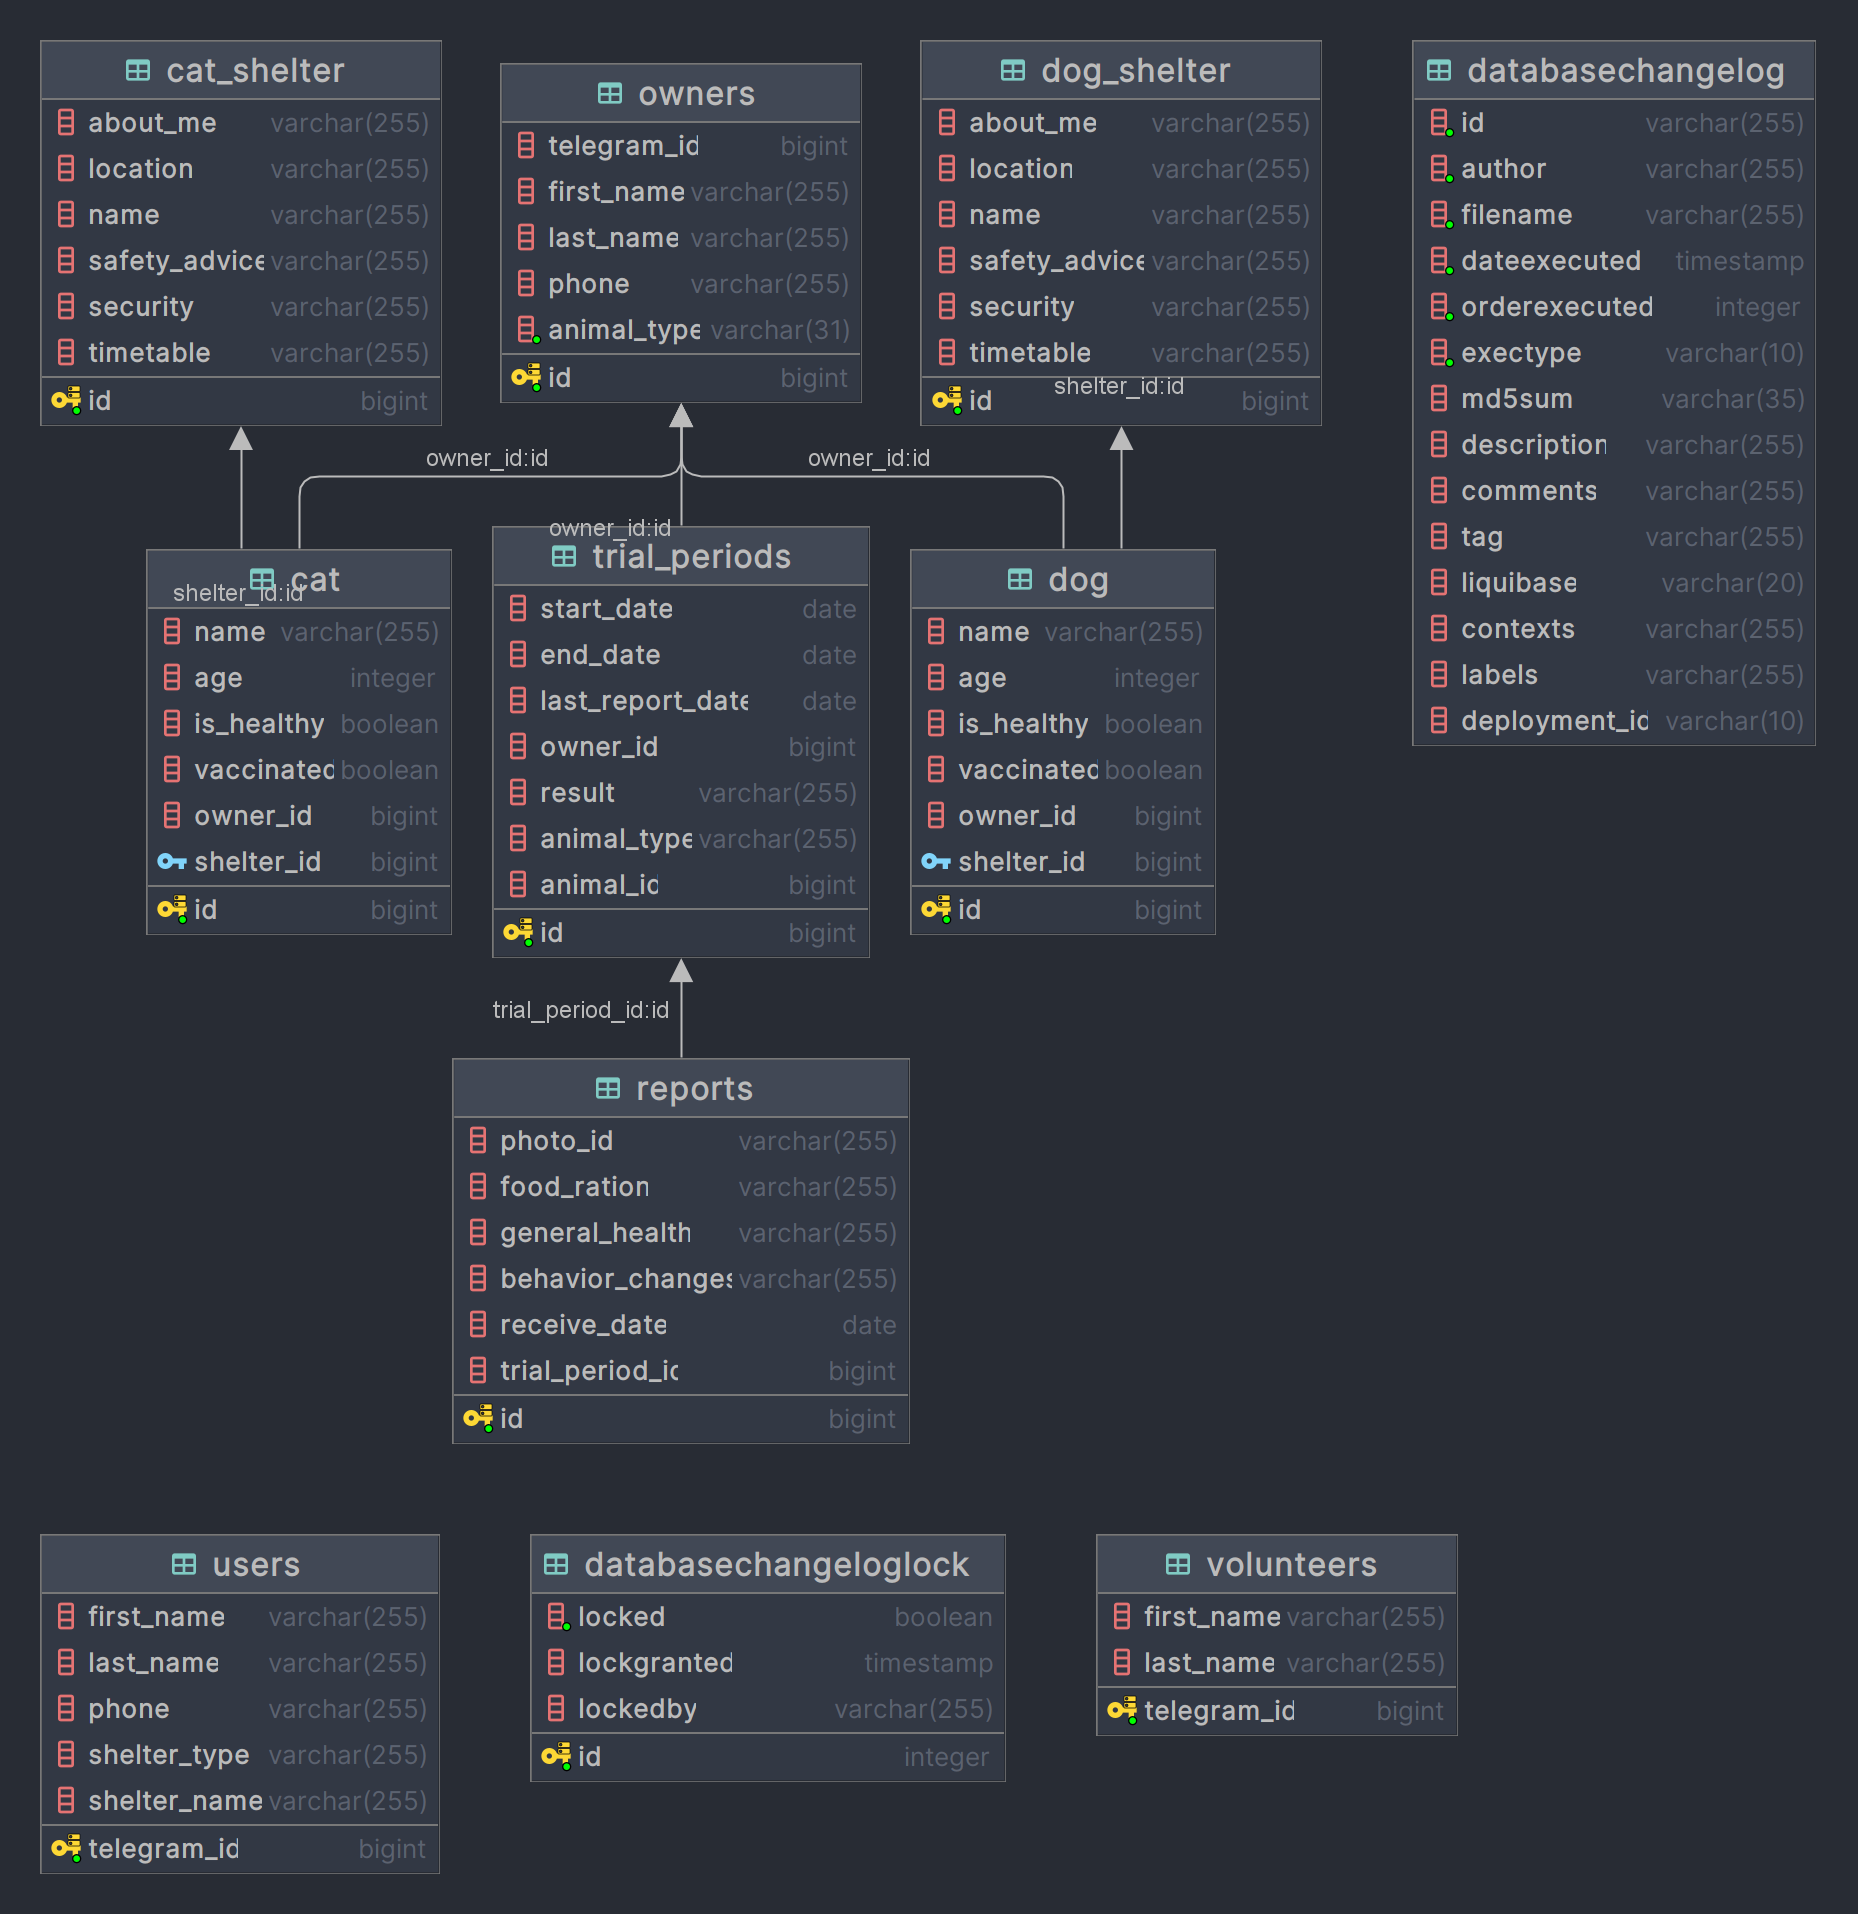 cat_shelter
about_me varchar(255)
location varchar(255)
name varchar(255)
safety_advice varchar(255)
security varchar(255)
timetable varchar(255)
id bigint
owners
telegram_id bigint
first_name varchar(255)
last_name varchar(255)
phone varchar(255)
animal_type varchar(31)
id bigint
dog_shelter
about_me varchar(255)
location varchar(255)
name varchar(255)
safety_advice varchar(255)
security varchar(255)
timetable varchar(255)
shelter_id:id
id bigint
databasechangelog
id varchar(255)
author varchar(255)
filename varchar(255)
dateexecuted timestamp
orderexecuted integer
exectype varchar(10)
md5sum varchar(35)
description varchar(255)
comments varchar(255)
tag varchar(255)
liquibase varchar(20)
contexts varchar(255)
labels varchar(255)
deployment_id varchar(10)
owner_id:id
owner_id:id
owner_id:id
cat
shelter_id:id
name varchar(255)
age integer
is_healthy boolean
vaccinated boolean
owner_id bigint
shelter_id bigint
id bigint
trial_periods
start_date date
end_date date
last_report_date date
owner_id bigint
result varchar(255)
animal_type varchar(255)
animal_id bigint
id bigint
dog
name varchar(255)
age integer
is_healthy boolean
vaccinated boolean
owner_id bigint
shelter_id bigint
id bigint
trial_period_id:id
reports
photo_id varchar(255)
food_ration varchar(255)
general_health varchar(255)
behavior_changes varchar(255)
receive_date date
trial_period_id bigint
id bigint
users
first_name varchar(255)
last_name varchar(255)
phone varchar(255)
shelter_type varchar(255)
shelter_name varchar(255)
telegram_id bigint
databasechangeloglock
locked boolean
lockgranted timestamp
lockedby varchar(255)
id integer
volunteers
first_name varchar(255)
last_name varchar(255)
telegram_id bigint